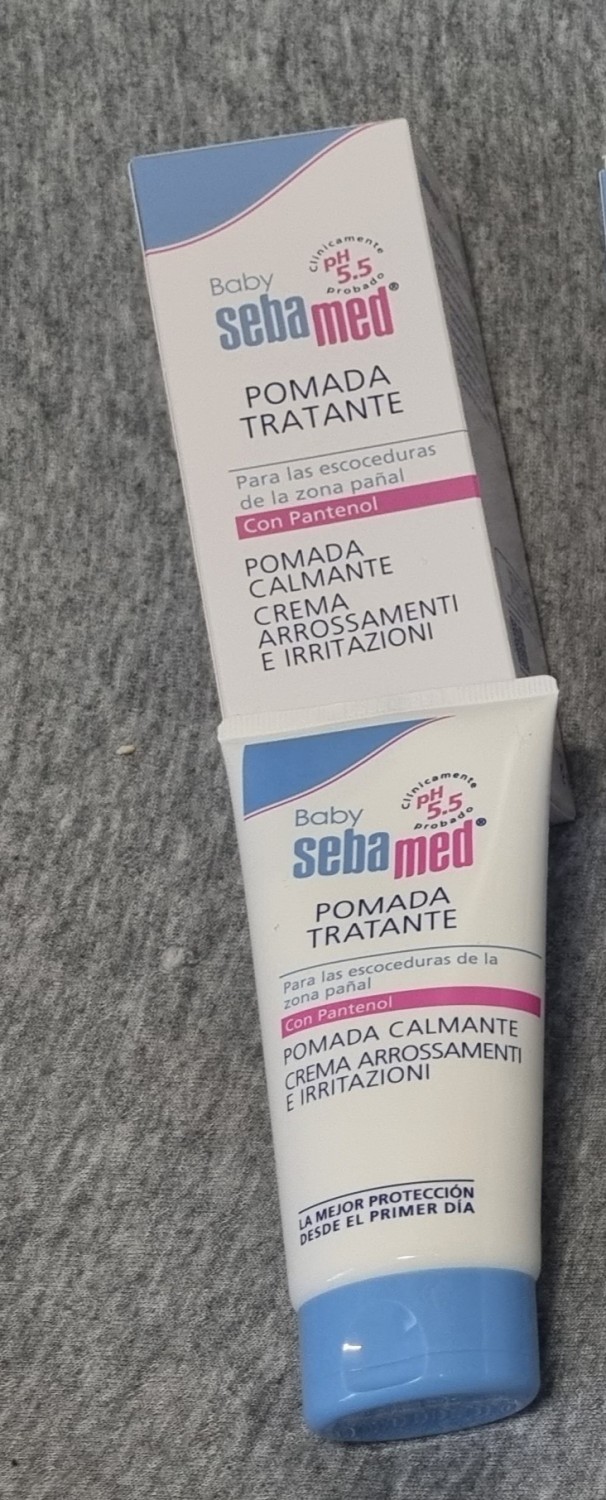 Clinicamente
pH
5.5
probado
Baby
sebamed®
POMADA
TRATANTE
Para las escoceduras
de la zona pañal
Con Pantenol
POMADA
CALMANTE
CREMA
ARROSSAMENTI
E IRRITAZIONI
Clinicamente
pH
5.5
probado
Baby
sebamed®
POMADA
TRATANTE
Para las escoceduras de la
zona pañal
Con Pantenol
POMADA CALMANTE
CREMA ARROSSAMENTI
E IRRITAZIONI
LA MEJOR PROTECCIÓN
DESDE EL PRIMER DÍA